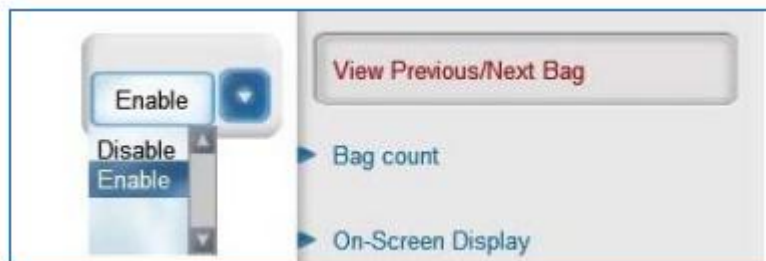 Enable
Disable
Enable
View Previous/Next Bag
Bag count
On-Screen Display